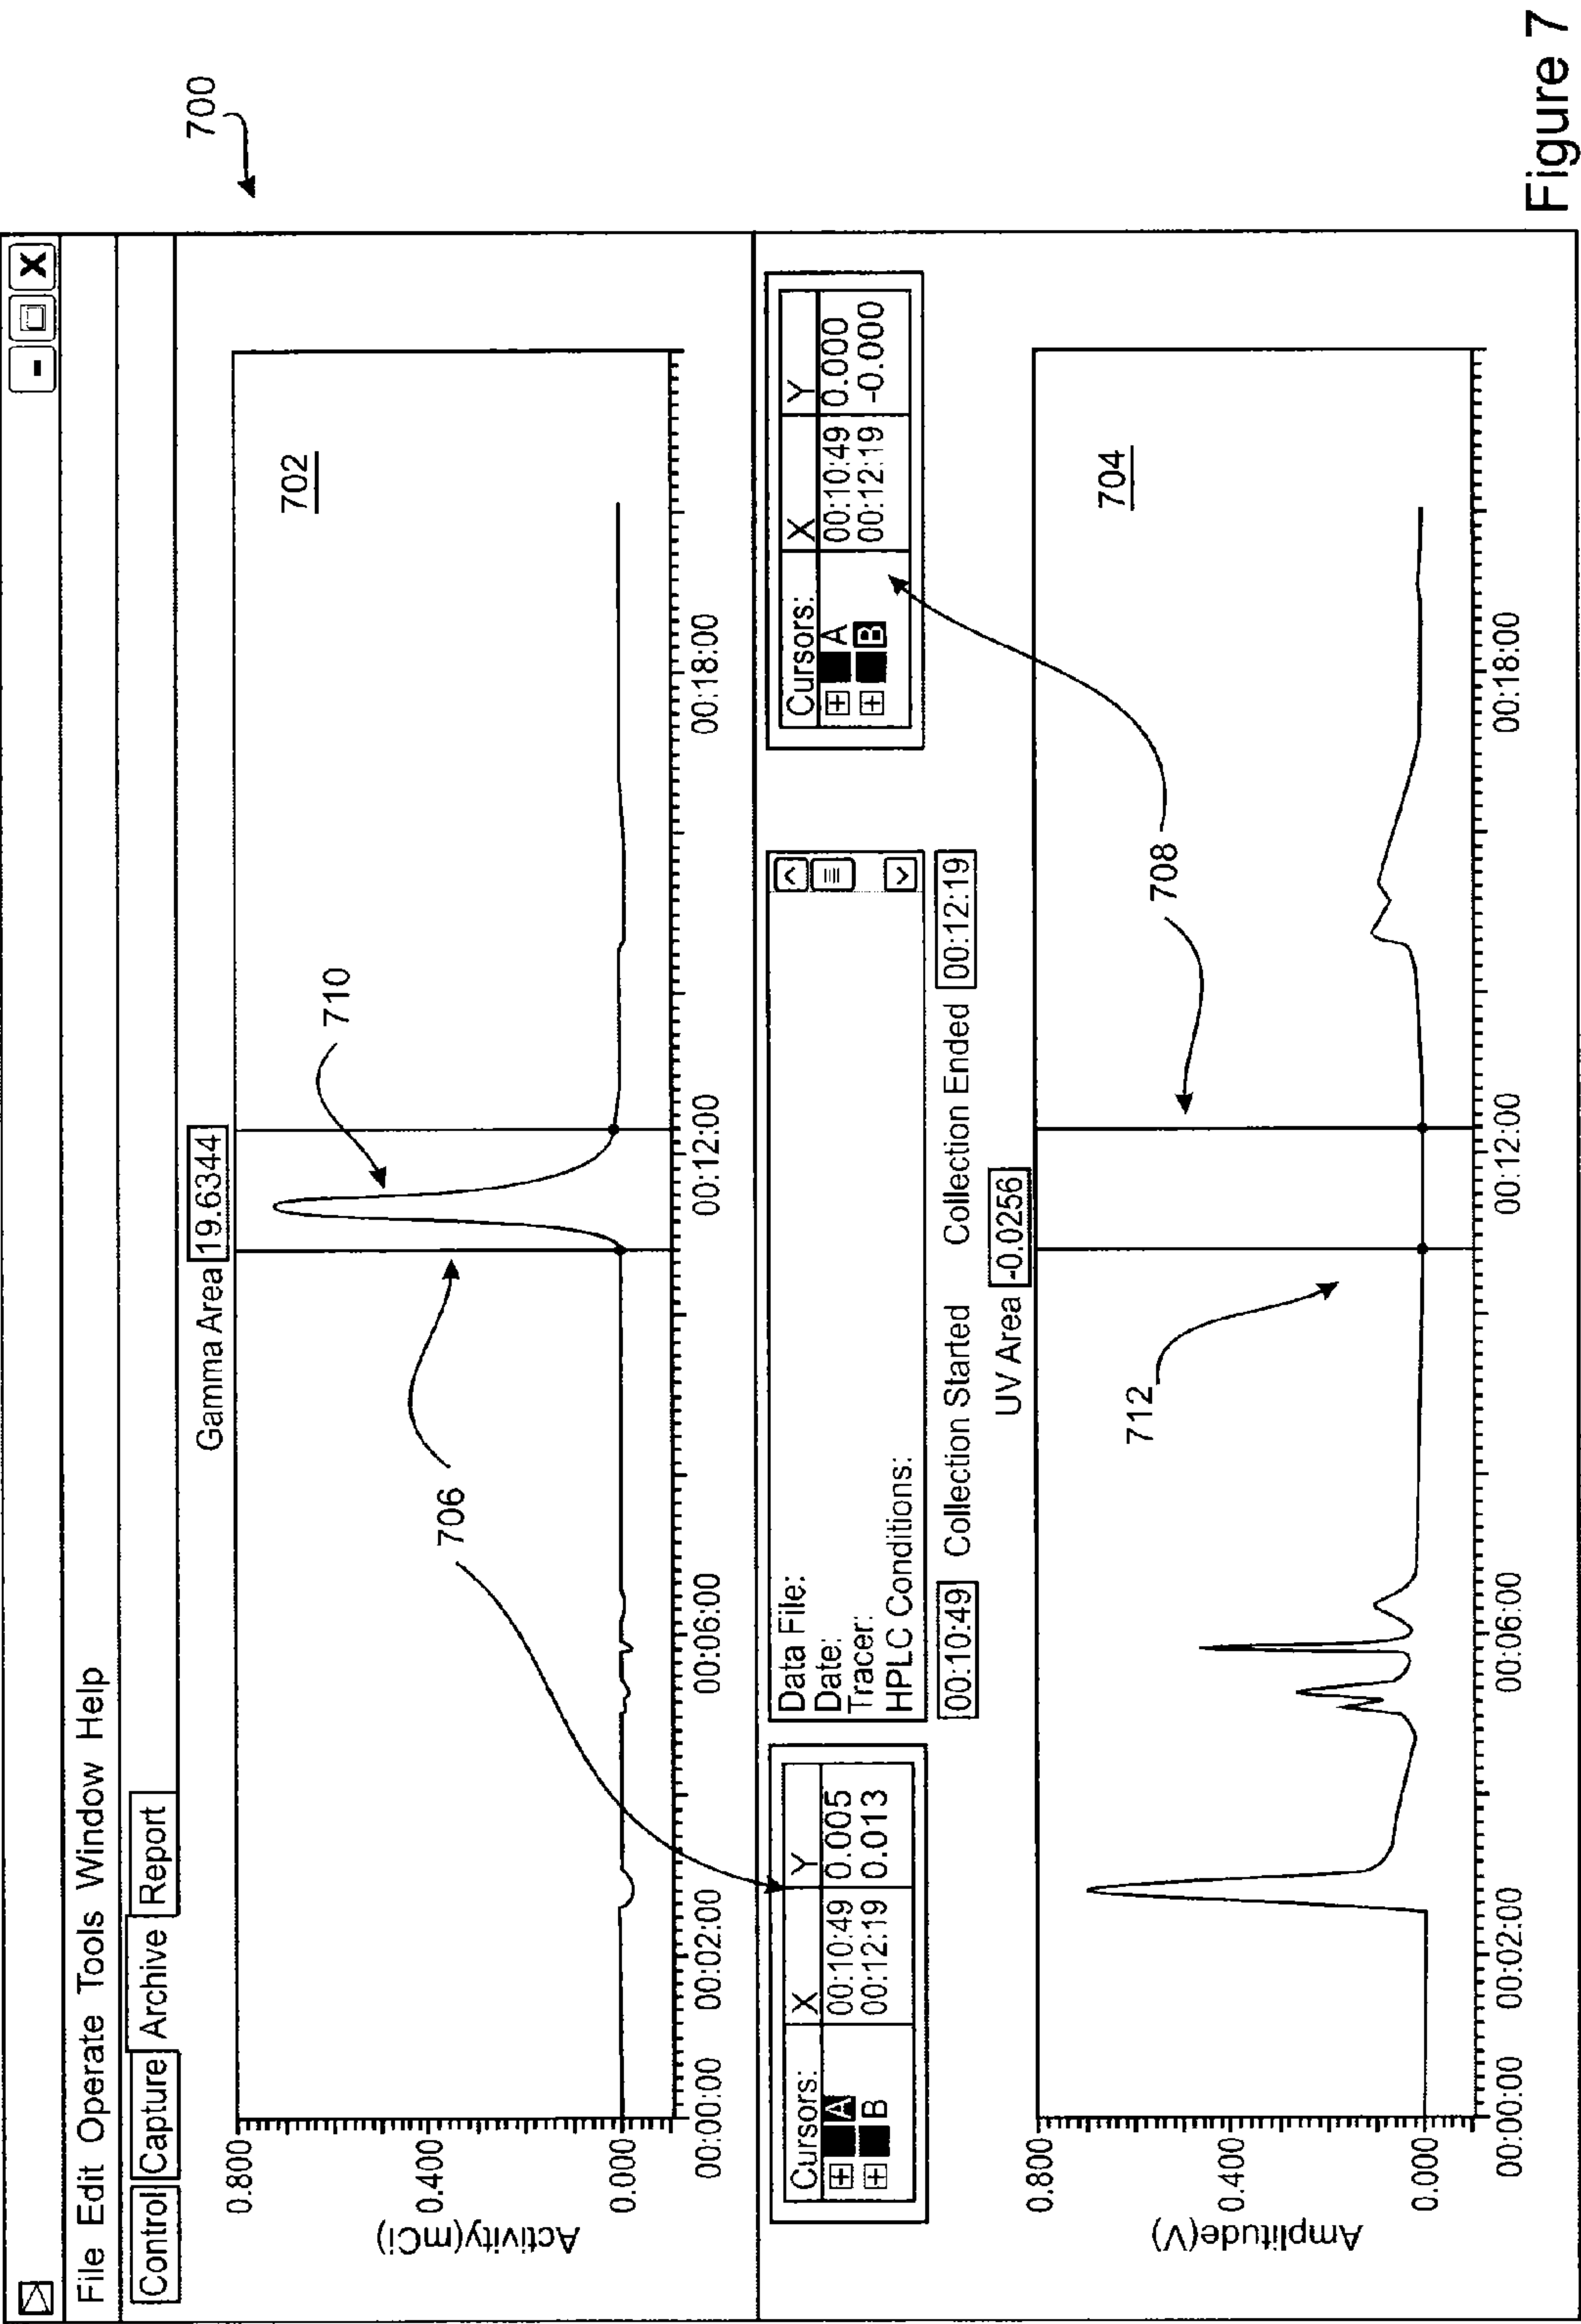 700
File Edit Operate Tools Window Help
Control Capture Archive Report
Gamma Area 19.6344
Activity(mCi)
0.800
0.400
0.000
702
710
706
00:00:00 00:02:00 00:06:00 00:12:00 00:18:00
Cursors: X Y
A 00:10:49 0.005
B 00:12:19 0.013
Data File:
Date:
Tracer:
HPLC Conditions:
Cursors: X Y
A 00:10:49 0.000
B 00:12:19 -0.000
00:10:49 Collection Started Collection Ended 00:12:19
708
UV Area -0.0256
Amplitude(V)
0.800
0.400
0.000
704
712
00:00:00 00:02:00 00:06:00 00:12:00 00:18:00
Figure 7